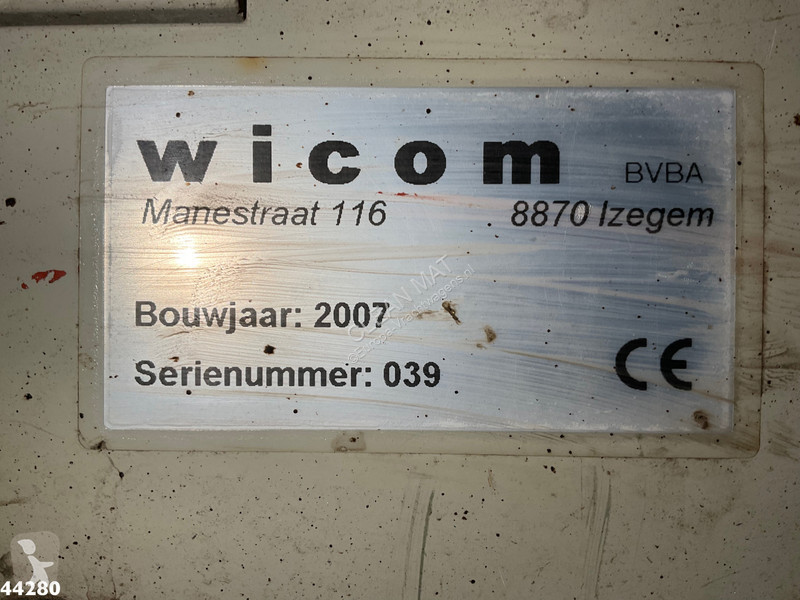 wicom BVBA
Manestraat 116 8870 Izegem
Bouwjaar: 2007
Serienummer: 039 CE
44280